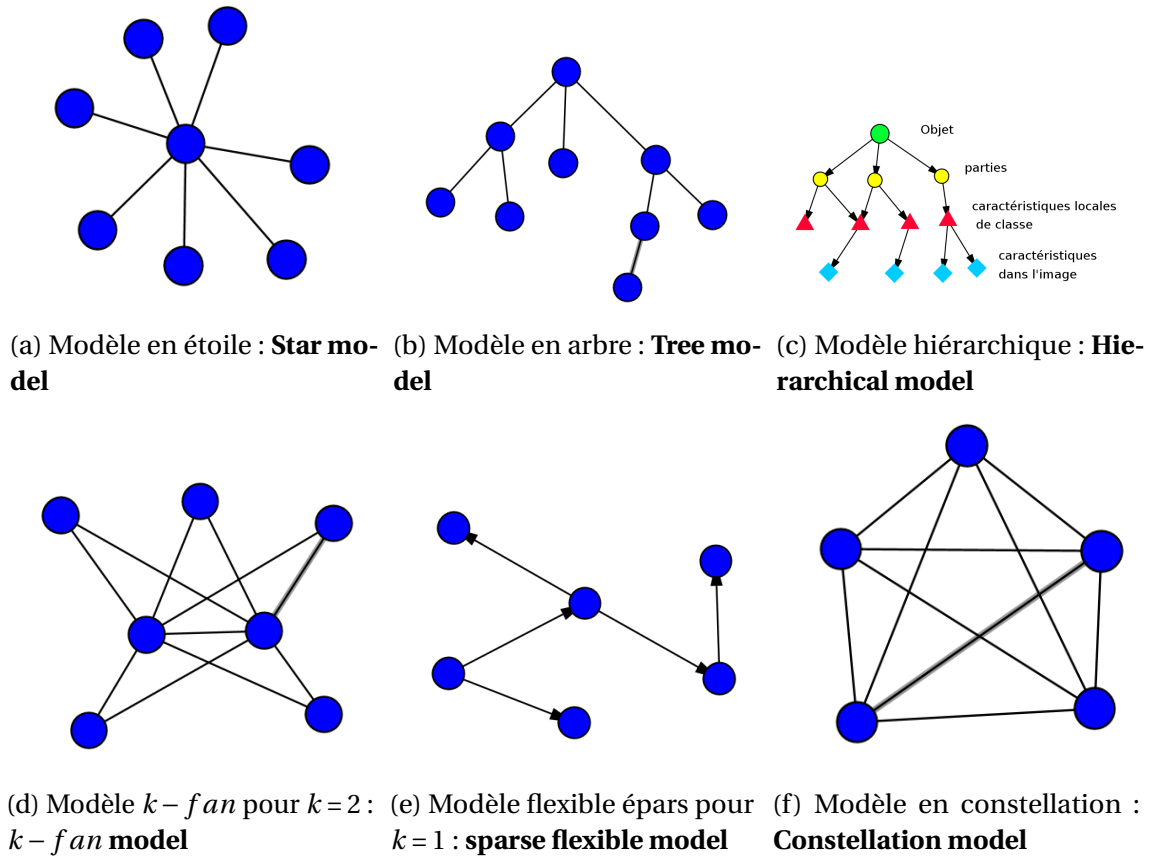 Objet
parties
caractéristiques locales
de classe
caractéristiques
dans l'image
(a) Modèle en étoile : Star mo-
del
(b) Modèle en arbre : Tree mo-
del
(c) Modèle hiérarchique : Hie-
rarchical model
(d) Modèle k − fan pour k = 2 :
k − fan model
(e) Modèle flexible épars pour
k = 1 : sparse flexible model
(f) Modèle en constellation :
Constellation model